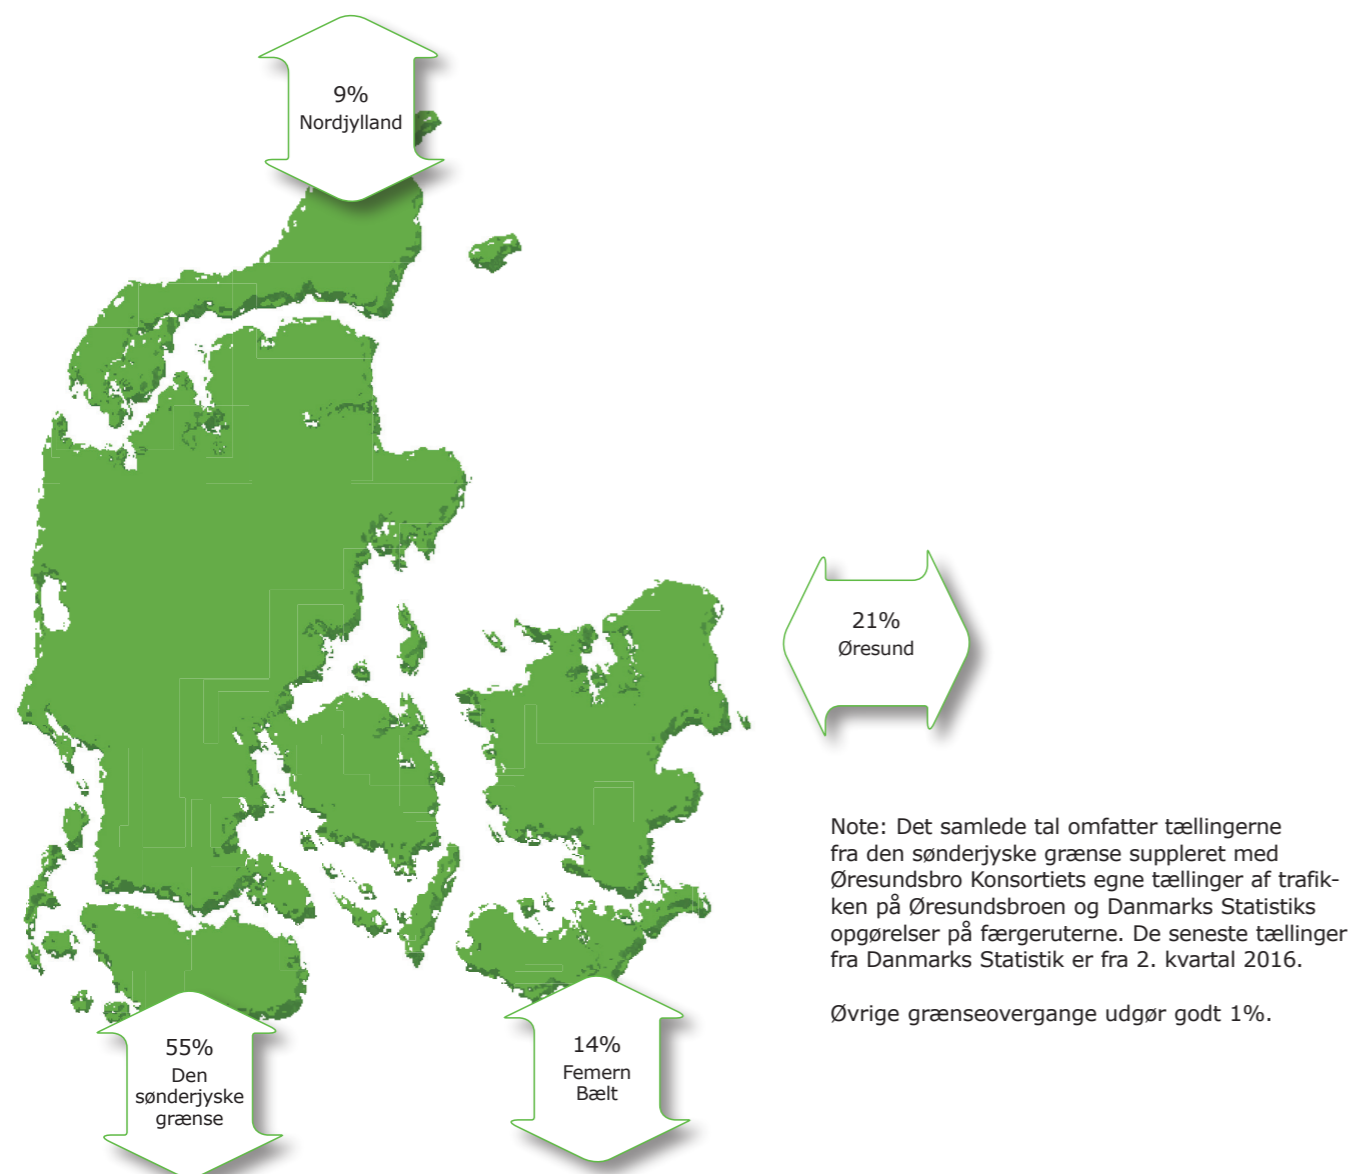 9%
Nordjylland
21%
Øresund
Note: Det samlede tal omfatter tællingerne
fra den sønderjyske grænse suppleret med
Øresundsbro Konsortiets egne tællinger af trafik-
ken på Øresundsbroen og Danmarks Statistiks
opgørelser på færgeruterne. De seneste tællinger
fra Danmarks Statistik er fra 2. kvartal 2016.
Øvrige grænseovergange udgør godt 1%.
55%
Den
sønderjyske
grænse
14%
Femern
Bælt